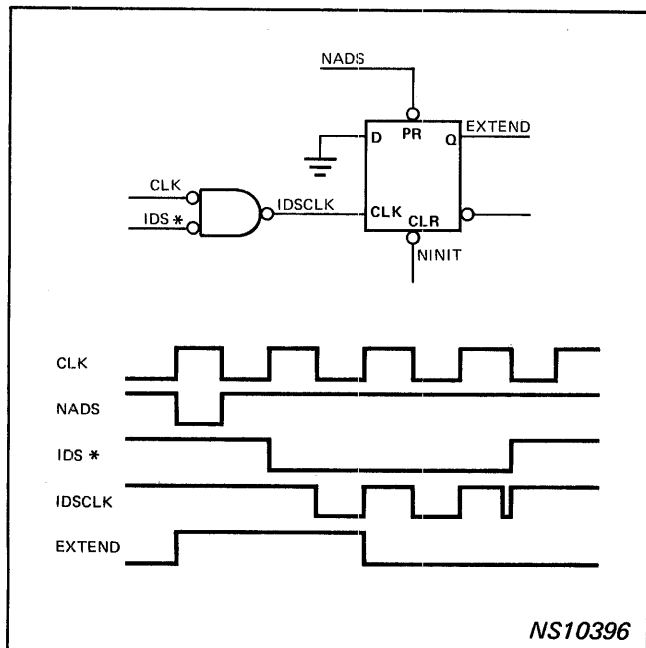 NADS
D
PR
Q
EXTEND
CLK
IDS *
IDSCLK
CLK
CLR
NINIT
CLK
NADS
IDS *
IDSCLK
EXTEND
NS10396